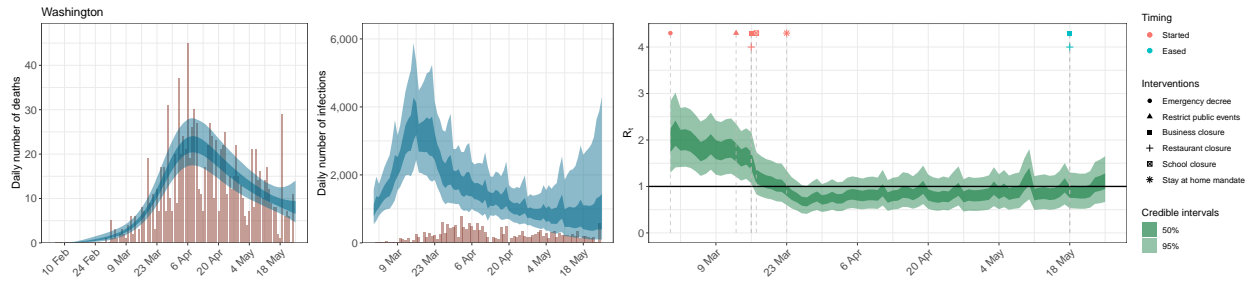 Washington
Daily number of deaths
0
10
20
30
40
10 Feb
24 Feb
9 Mar
23 Mar
6 Apr
20 Apr
4 May
18 May
Daily number of infections
0
2,000
4,000
6,000
9 Mar
23 Mar
6 Apr
20 Apr
4 May
18 May
Rt
0
1
2
3
4
9 Mar
23 Mar
6 Apr
20 Apr
4 May
18 May
Timing
Started
Eased
Interventions
Emergency decree
Restrict public events
Business closure
Restaurant closure
School closure
Stay at home mandate
Credible intervals
50%
95%